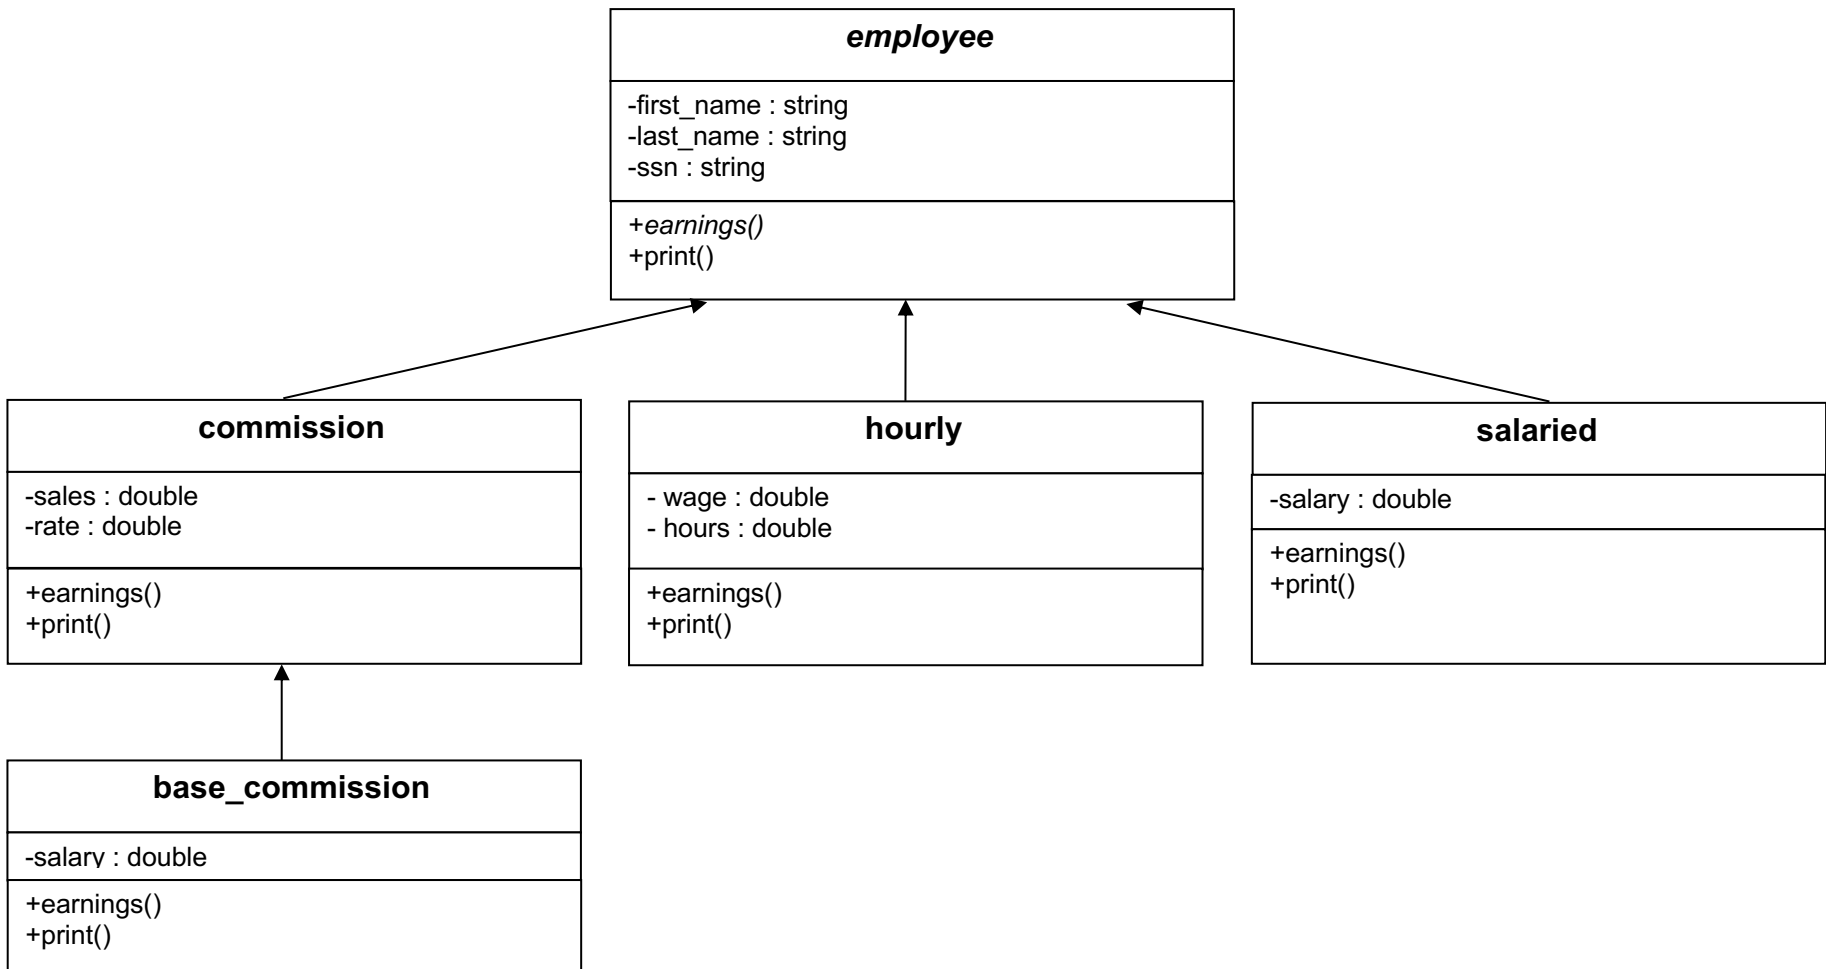 employee
-first_name : string
-last_name : string
-ssn : string
+earnings()
+print()
commission
-sales : double
-rate : double
+earnings()
+print()
hourly
- wage : double
- hours : double
+earnings()
+print()
salaried
-salary : double
+earnings()
+print()
base_commission
-salary : double
+earnings()
+print()